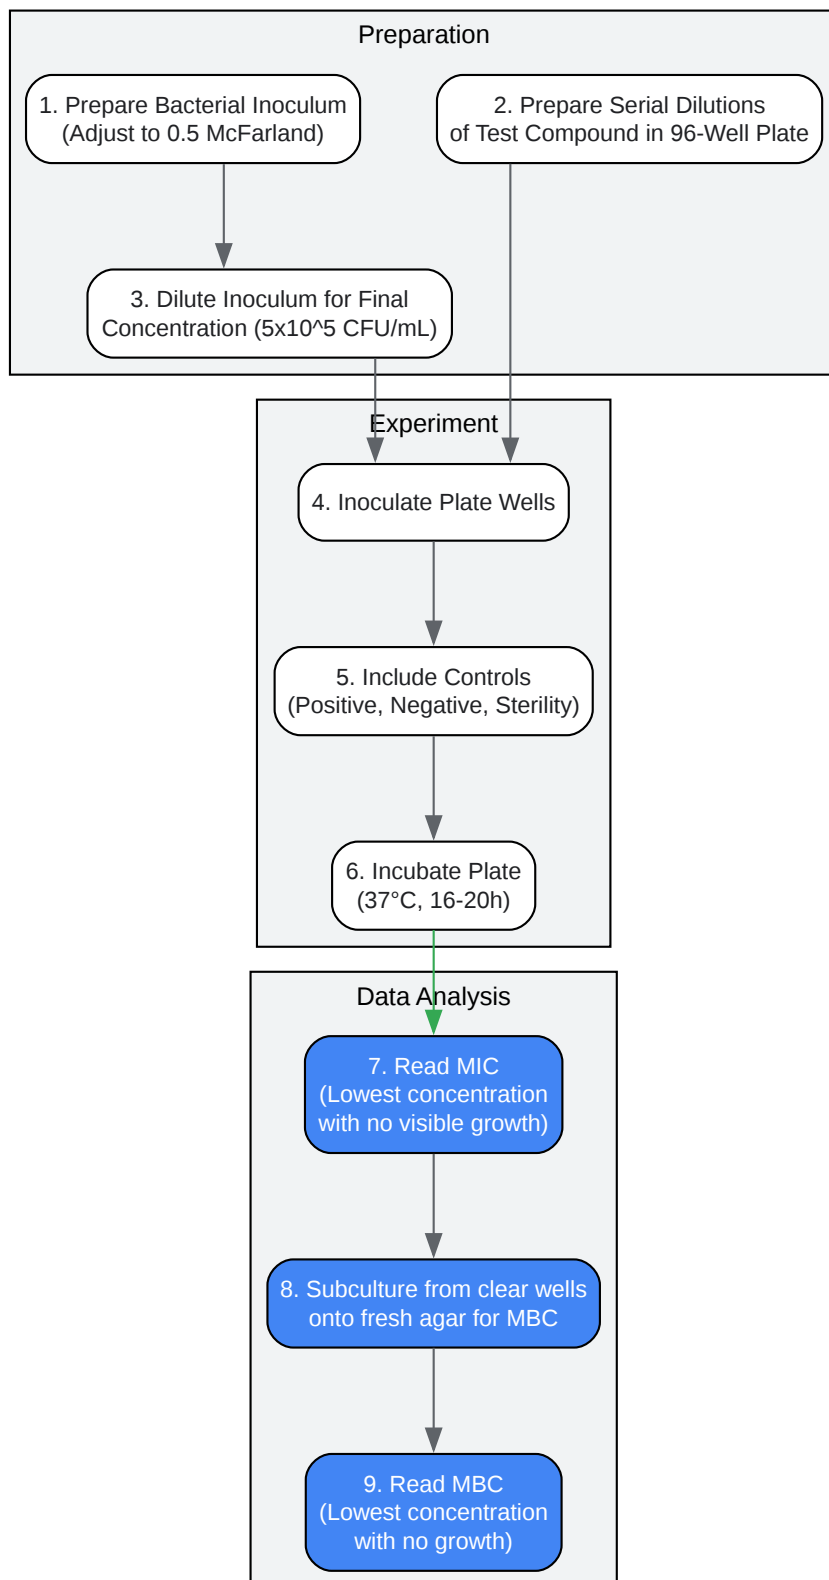 Preparation
1. Prepare Bacterial Inoculum
(Adjust to 0.5 McFarland)
2. Prepare Serial Dilutions
of Test Compound in 96-Well Plate
3. Dilute Inoculum for Final
Concentration (5x10^5 CFU/mL)
Experiment
4. Inoculate Plate Wells
5. Include Controls
(Positive, Negative, Sterility)
6. Incubate Plate
(37°C, 16-20h)
Data Analysis
7. Read MIC
(Lowest concentration
with no visible growth)
8. Subculture from clear wells
onto fresh agar for MBC
9. Read MBC
(Lowest concentration
with no growth)